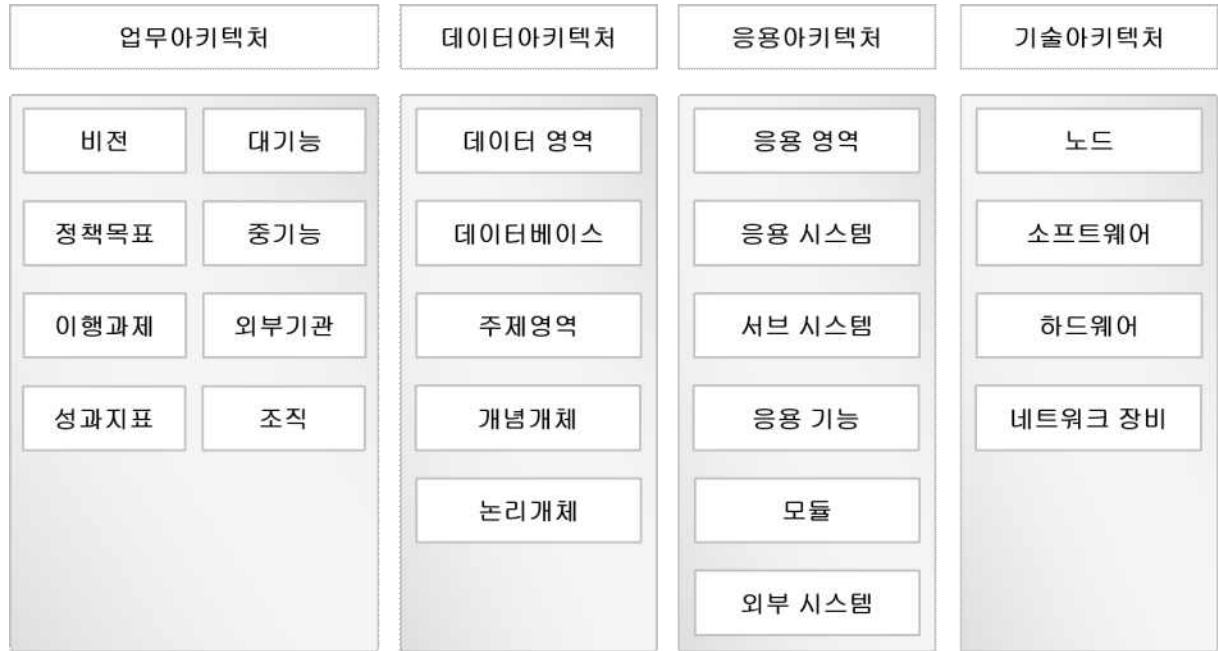 업무아키텍처
데이터아키텍처
응용아키텍처
기술아키텍처
비전
대기능
정책목표
중기능
이행과제
외부기관
성과지표
조직
데이터 영역
데이터베이스
주제영역
개념개체
논리개체
응용 영역
응용 시스템
서브 시스템
응용 기능
모듈
외부 시스템
노드
소프트웨어
하드웨어
네트워크 장비